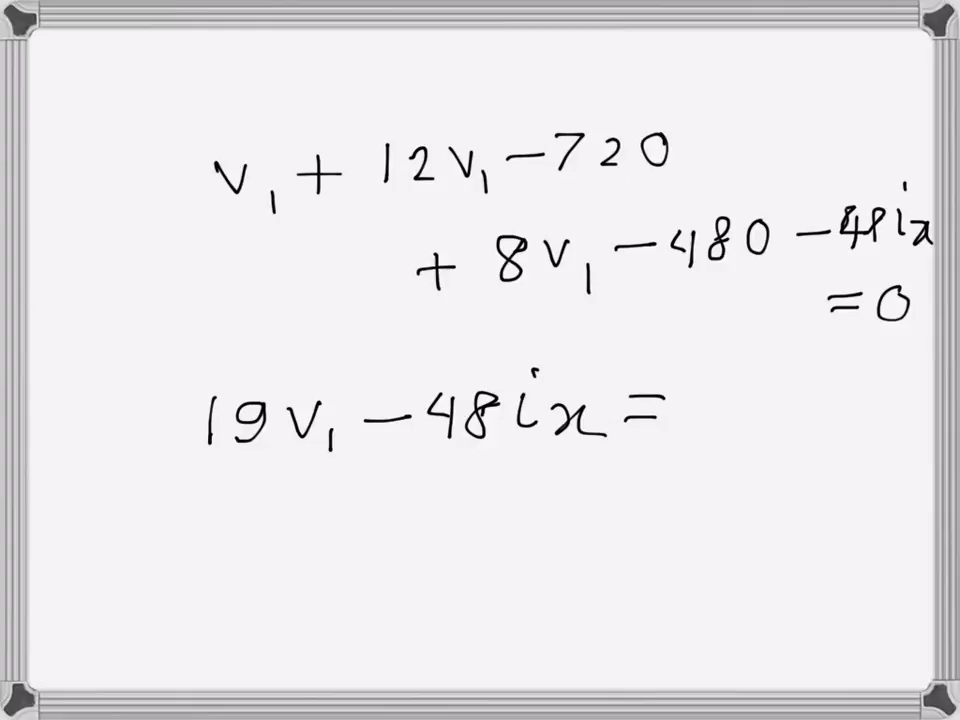 v₁ + 12v₁ - 720
+ 8v₁ - 480 - 48ix
= 0
19v₁ - 48ix =